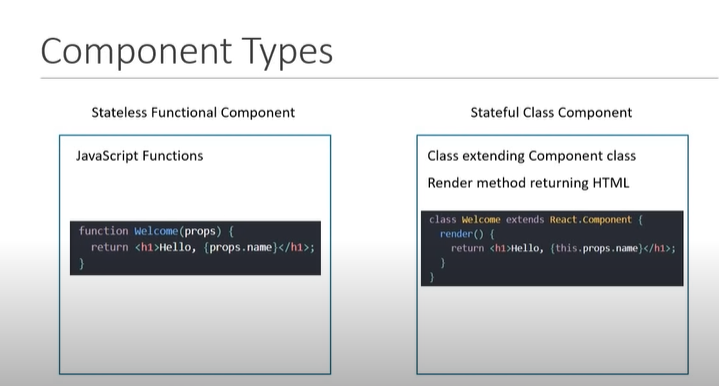 Component Types
Stateless Functional Component
JavaScript Functions
function Welcome(props) {
  return <h1>Hello, {props.name}</h1>;
}
Stateful Class Component
Class extending Component class
Render method returning HTML
class Welcome extends React.Component {
  render() {
    return <h1>Hello, {this.props.name}</h1>;
  }
}